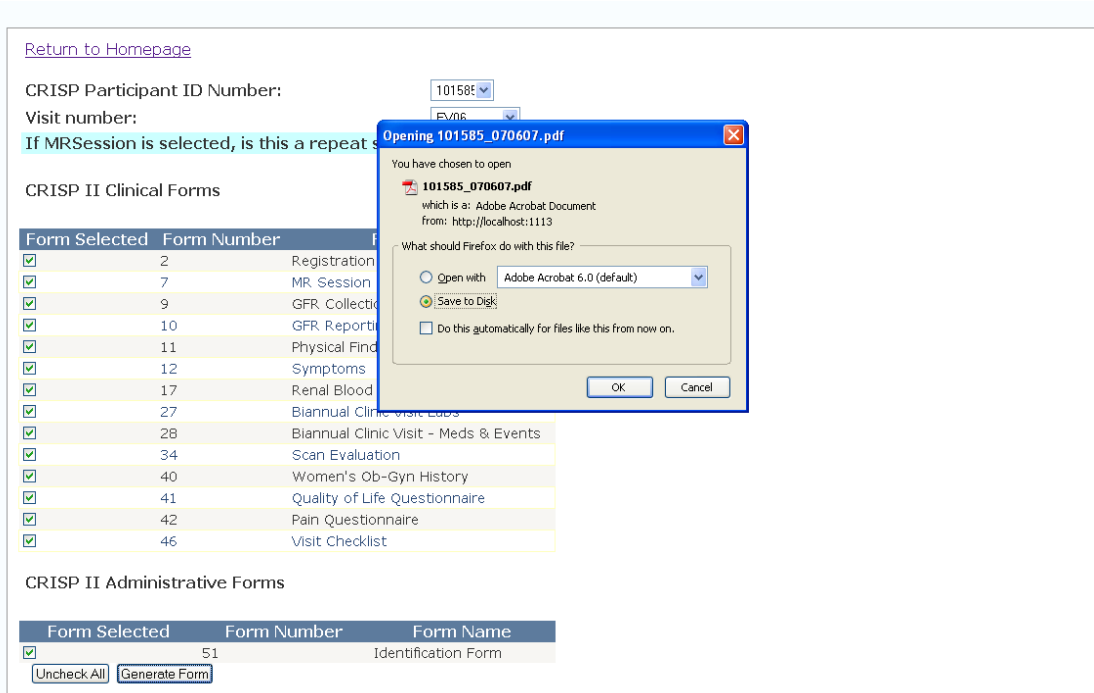 Return to Homepage
CRISP Participant ID Number: 101585
Visit number: FV06
If MRSession is selected, is this a repeat s
Opening 101585_070607.pdf
You have chosen to open
101585_070607.pdf
which is a: Adobe Acrobat Document
from: http://localhost:1113
What should Firefox do with this file?
Open with Adobe Acrobat 6.0 (default)
Save to Disk
Do this automatically for files like this from now on.
OK Cancel
CRISP II Clinical Forms
Form Selected Form Number F
2 Registration
7 MR Session
9 GFR Collectio
10 GFR Reporti
11 Physical Find
12 Symptoms
17 Renal Blood
27 Biannual Clinic Visit Labs
28 Biannual Clinic Visit - Meds & Events
34 Scan Evaluation
40 Women's Ob-Gyn History
41 Quality of Life Questionnaire
42 Pain Questionnaire
46 Visit Checklist
CRISP II Administrative Forms
Form Selected Form Number Form Name
51 Identification Form
Uncheck All Generate Form